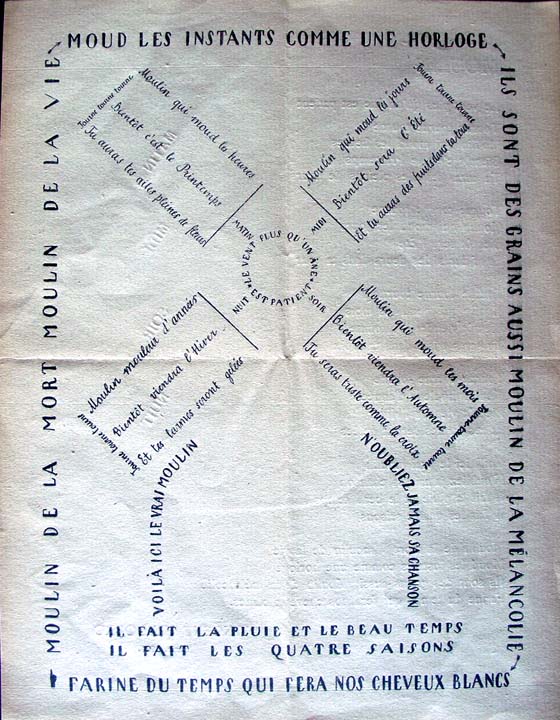 MOUD LES INSTANTS COMME UNE HORLOGE
ILS SONT DES GRAINS AUSSI MOULIN DE LA MÉLANCOLIE
FARINE DU TEMPS QUI FERA NOS CHEVEUX BLANCS
MOULIN DE LA MORT MOULIN DE LA VIE
Tourne tourne tourne
Moulin qui moud les heures
Bientôt c'est le Printemps
Tu auras tes ailes pleines de fleurs
Tourne tourne tourne
Moulin qui moud les jours
Bientôt sera l'Été
Et tu auras des fruits dans ta tour
MATIN
MIDI
SOIR
NUIT
LE VENT PLUS QU'UN ÂNE
EST PATIENT
Moulin qui moud les mois
Bientôt viendra l'Automne
Tu seras triste comme la croix
Tourne tourne tourne
Moulin mouleur d'années
Bientôt viendra l'Hiver
Et tes larmes seront gelées
Tourne tourne tourne
VOILÀ ICI LE VRAI MOULIN
N'OUBLIEZ JAMAIS SA CHANSON
IL FAIT LA PLUIE ET LE BEAU TEMPS
IL FAIT LES QUATRE SAISONS